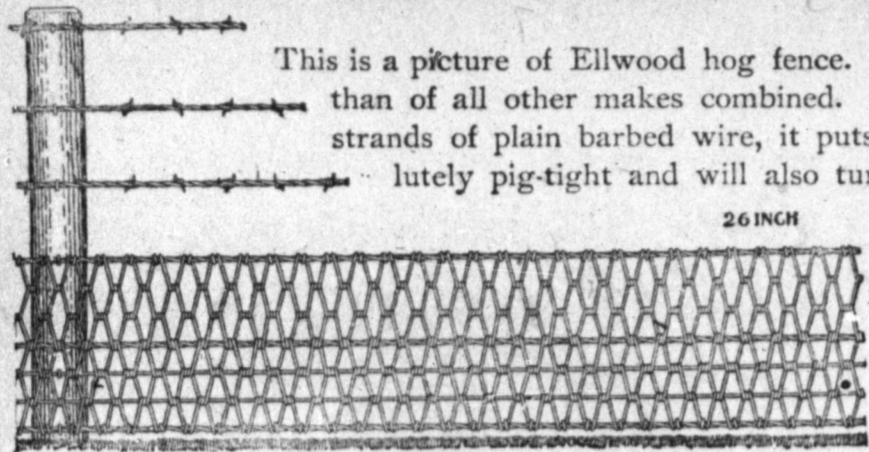 This is a picture of Ellwood hog fence.
than of all other makes combined.
strands of plain barbed wire, it puts
lutely pig-tight and will also tur
26 INCH